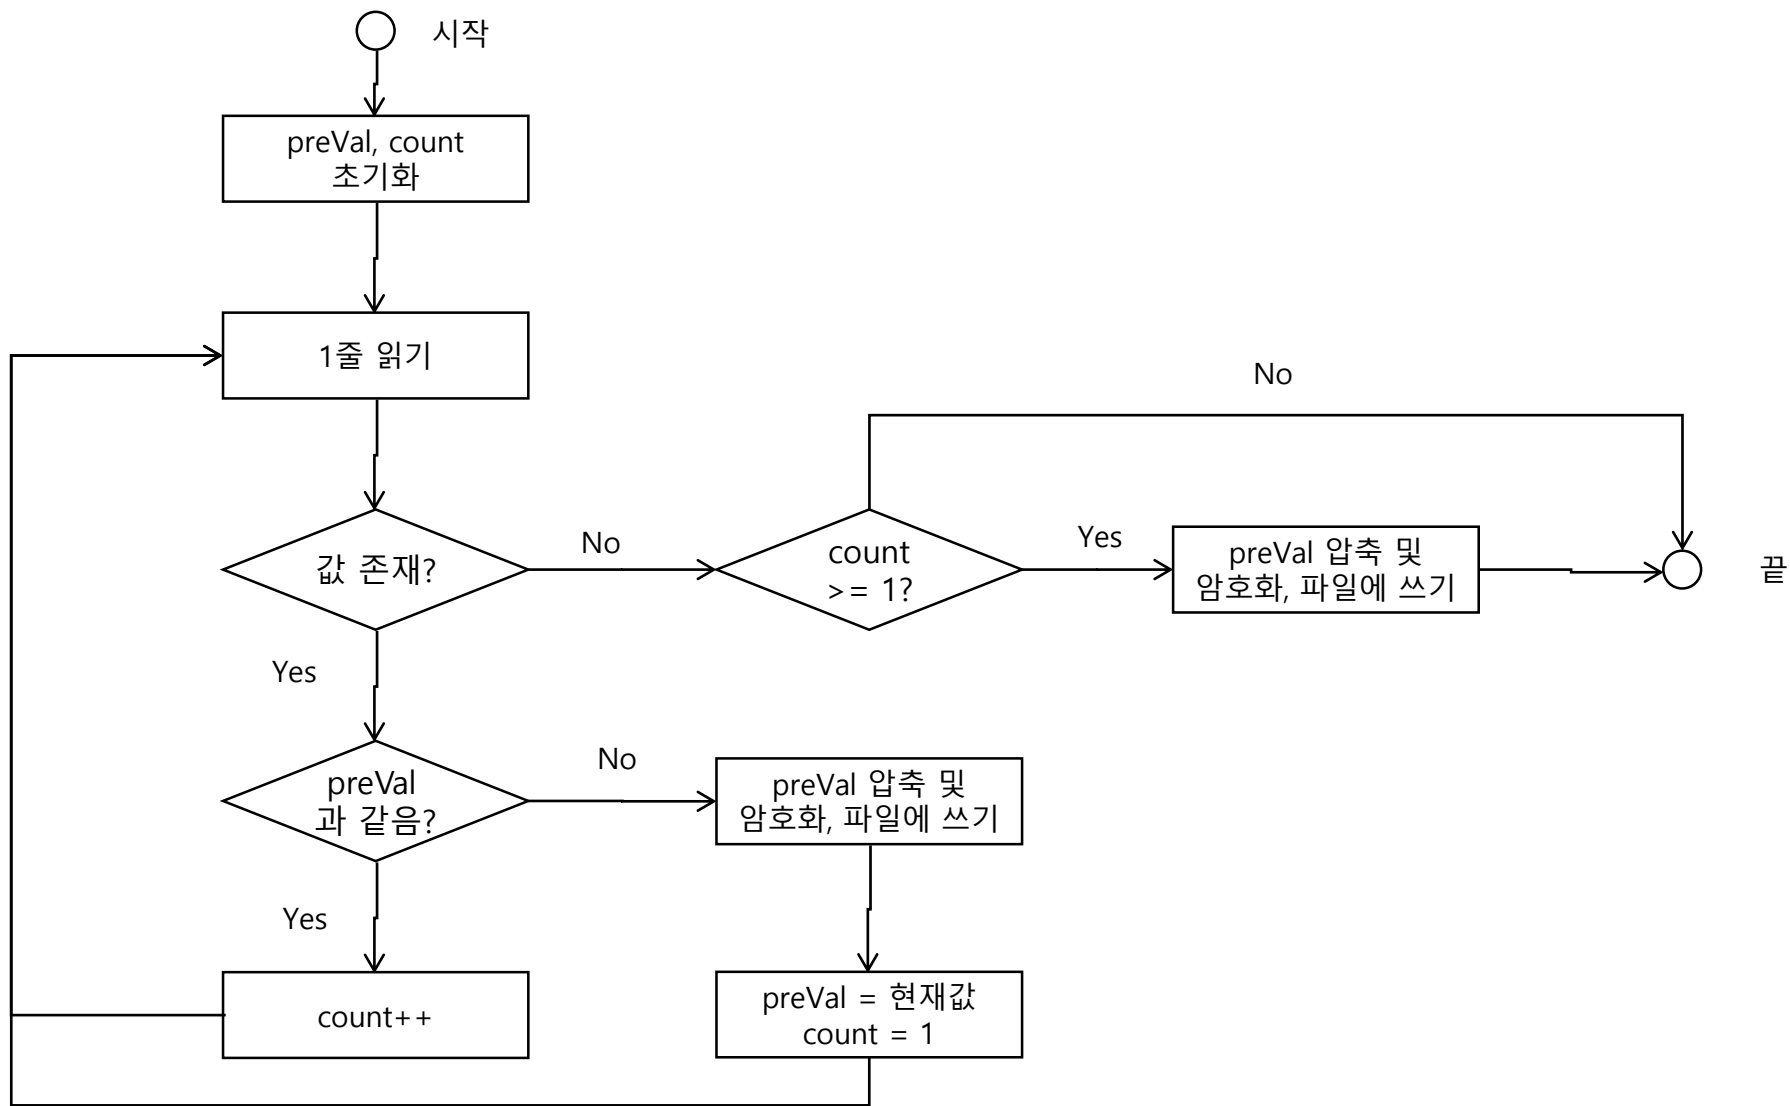 시작
preVal, count
초기화
1줄 읽기
No
값 존재?
No
count
>= 1?
Yes
preVal 압축 및
암호화, 파일에 쓰기
끝
Yes
preVal
과 같음?
No
preVal 압축 및
암호화, 파일에 쓰기
Yes
count++
preVal = 현재값
count = 1